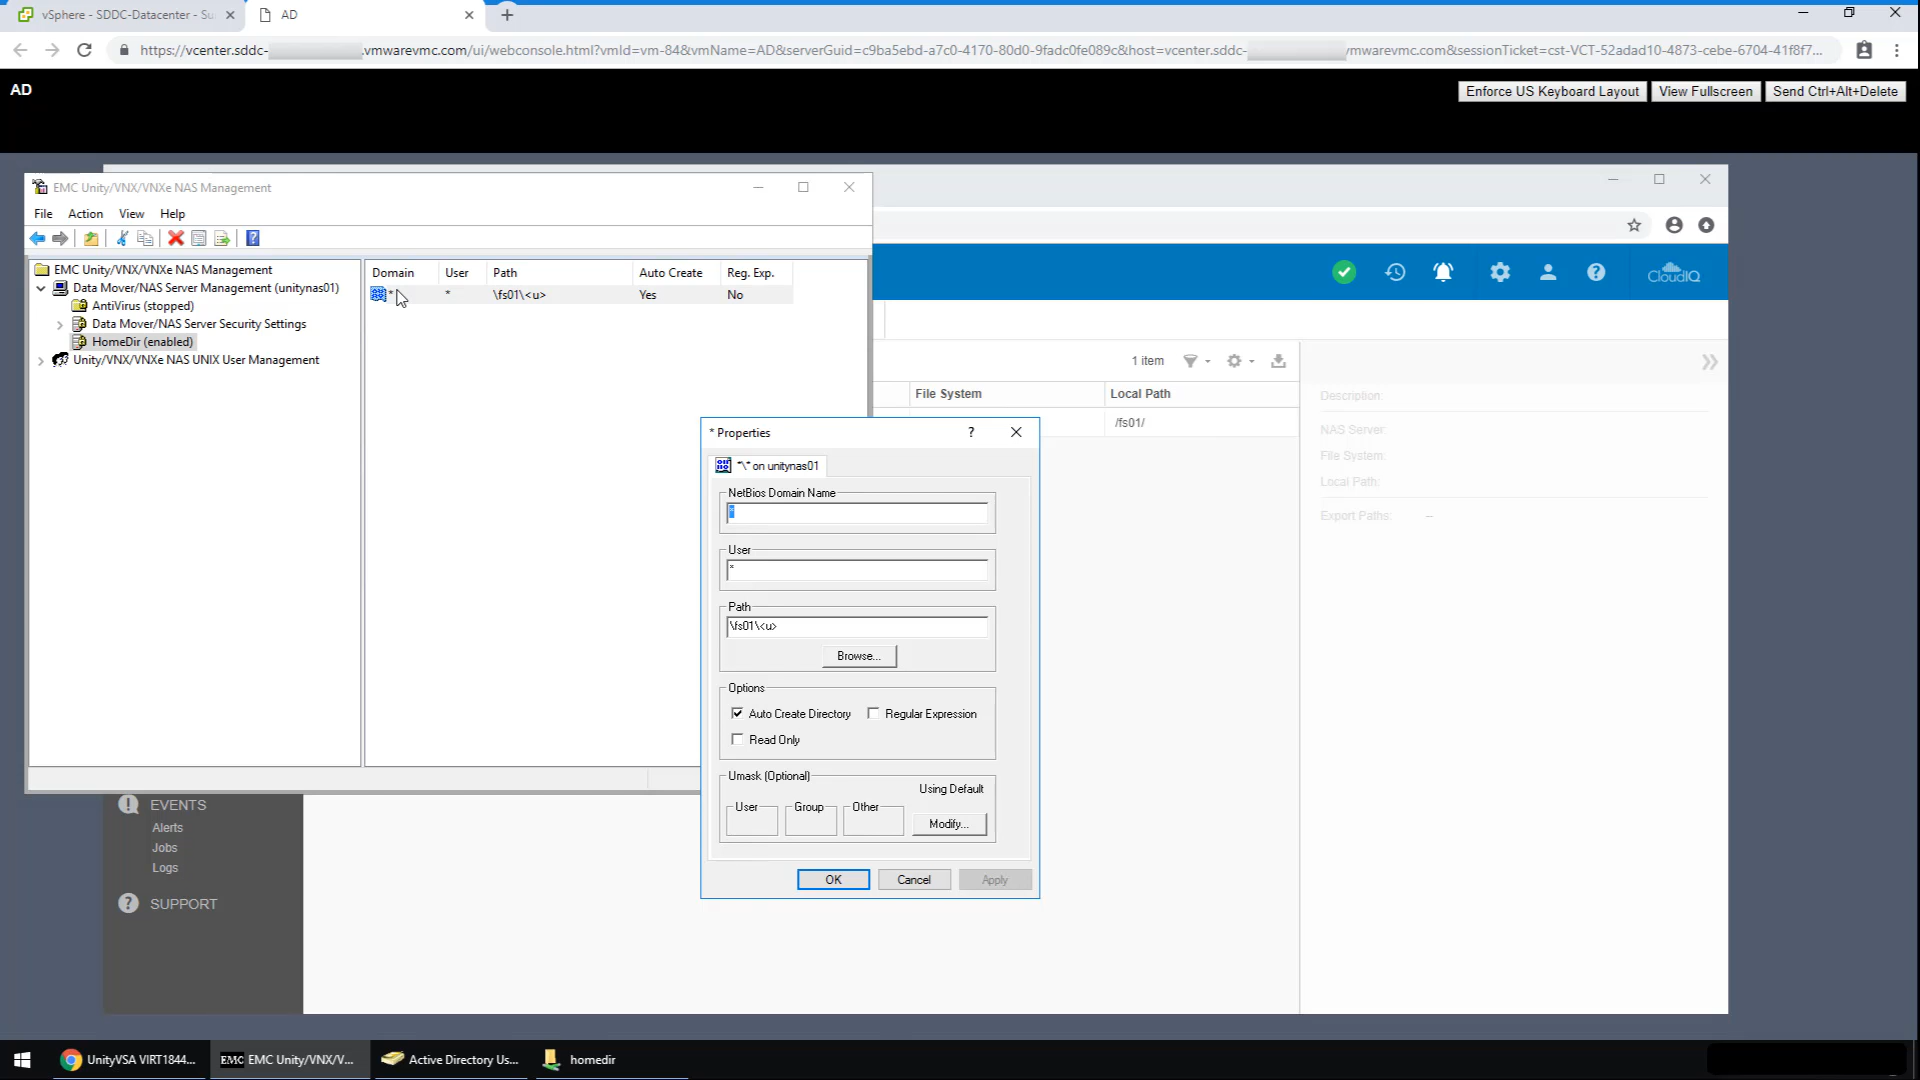 vSphere - SDDC-Datacenter - Su
AD
https://vcenter.sddc-
.vmwarevmc.com/ui/webconsole.html?vmId=vm-84&vmName=AD&serverGuid=c9ba5ebd-a7c0-4170-80d0-9fadc0fe089c&host=vcenter.sddc-
vmwarevmc.com&sessionTicket=cst-VCT-52adad10-4873-cebe-6704-41f8f7...
AD
Enforce US Keyboard Layout
View Fullscreen
Send Ctrl+Alt+Delete
EMC Unity/VNX/VNXe NAS Management
File Action View Help
EMC Unity/VNX/VNXe NAS Management
Data Mover/NAS Server Management (unitynas01)
AntiVirus (stopped)
Data Mover/NAS Server Security Settings
HomeDir (enabled)
Unity/VNX/VNXe NAS UNIX User Management
Domain User Path Auto Create Reg. Exp.
* * \fs01\<u> Yes No
CloudIQ
1 item
File System Local Path
/fs01/
Description:
NAS Server:
File System:
Local Path:
Export Paths: --
* Properties
*\* on unitynas01
NetBios Domain Name
*
User
*
Path
\fs01\<u>
Browse...
Options
Auto Create Directory Regular Expression
Read Only
Umask (Optional)
Using Default
User Group Other
Modify...
OK Cancel Apply
EVENTS
Alerts
Jobs
Logs
SUPPORT
UnityVSA VIRT1844...
EMC EMC Unity/VNX/V...
Active Directory Us...
homedir